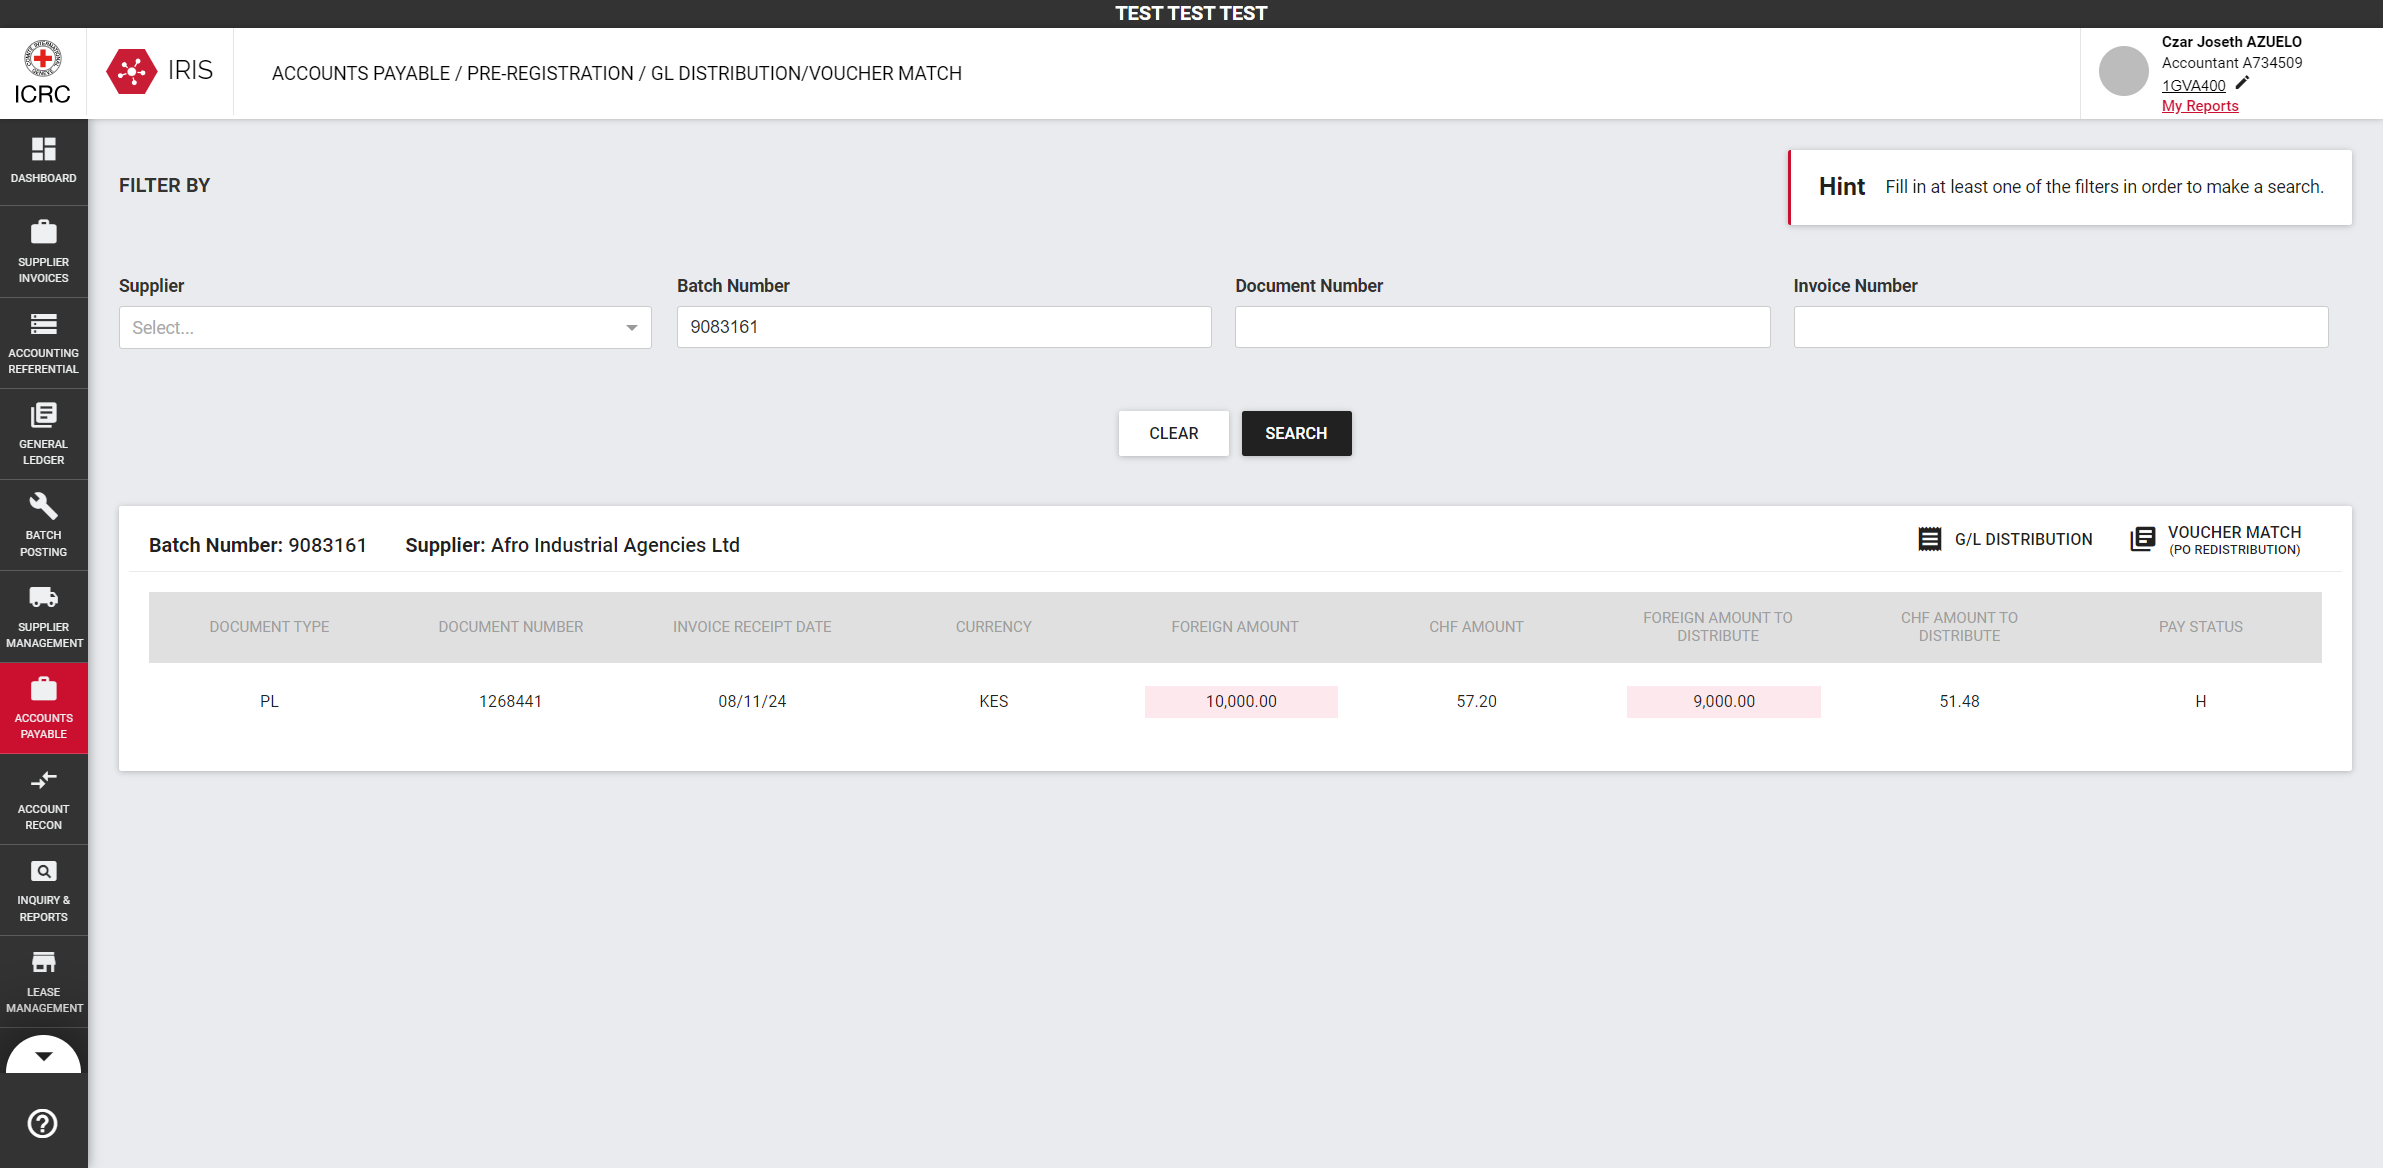 TEST TEST TEST
ICRC
IRIS
ACCOUNTS PAYABLE / PRE-REGISTRATION / GL DISTRIBUTION/VOUCHER MATCH
Czar Joseth AZUELO
Accountant A734509
1GVA400
My Reports
DASHBOARD
SUPPLIER
INVOICES
ACCOUNTING
REFERENTIAL
GENERAL
LEDGER
BATCH
POSTING
SUPPLIER
MANAGEMENT
ACCOUNTS
PAYABLE
ACCOUNT
RECON
INQUIRY &
REPORTS
LEASE
MANAGEMENT
FILTER BY
Hint Fill in at least one of the filters in order to make a search.
Supplier Batch Number Document Number Invoice Number
Select... 9083161
CLEAR SEARCH
Batch Number: 9083161 Supplier: Afro Industrial Agencies Ltd
G/L DISTRIBUTION
VOUCHER MATCH
(PO REDISTRIBUTION)
DOCUMENT TYPE DOCUMENT NUMBER INVOICE RECEIPT DATE CURRENCY FOREIGN AMOUNT CHF AMOUNT FOREIGN AMOUNT TO DISTRIBUTE CHF AMOUNT TO DISTRIBUTE PAY STATUS
PL 1268441 08/11/24 KES 10,000.00 57.20 9,000.00 51.48 H